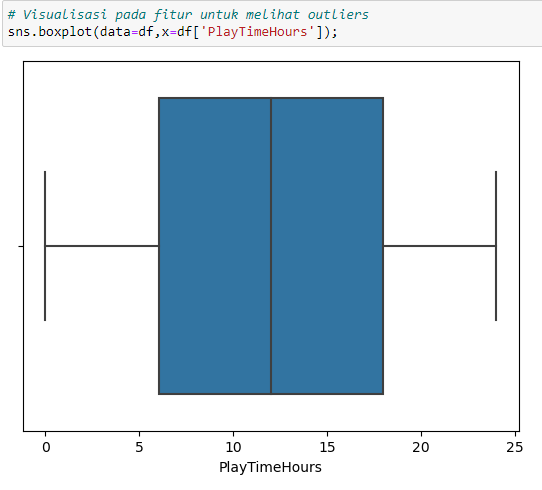 # Visualisasi pada fitur untuk melihat outliers
sns.boxplot(data=df,x=df['PlayTimeHours']);
0 5 10 15 20 25
PlayTimeHours